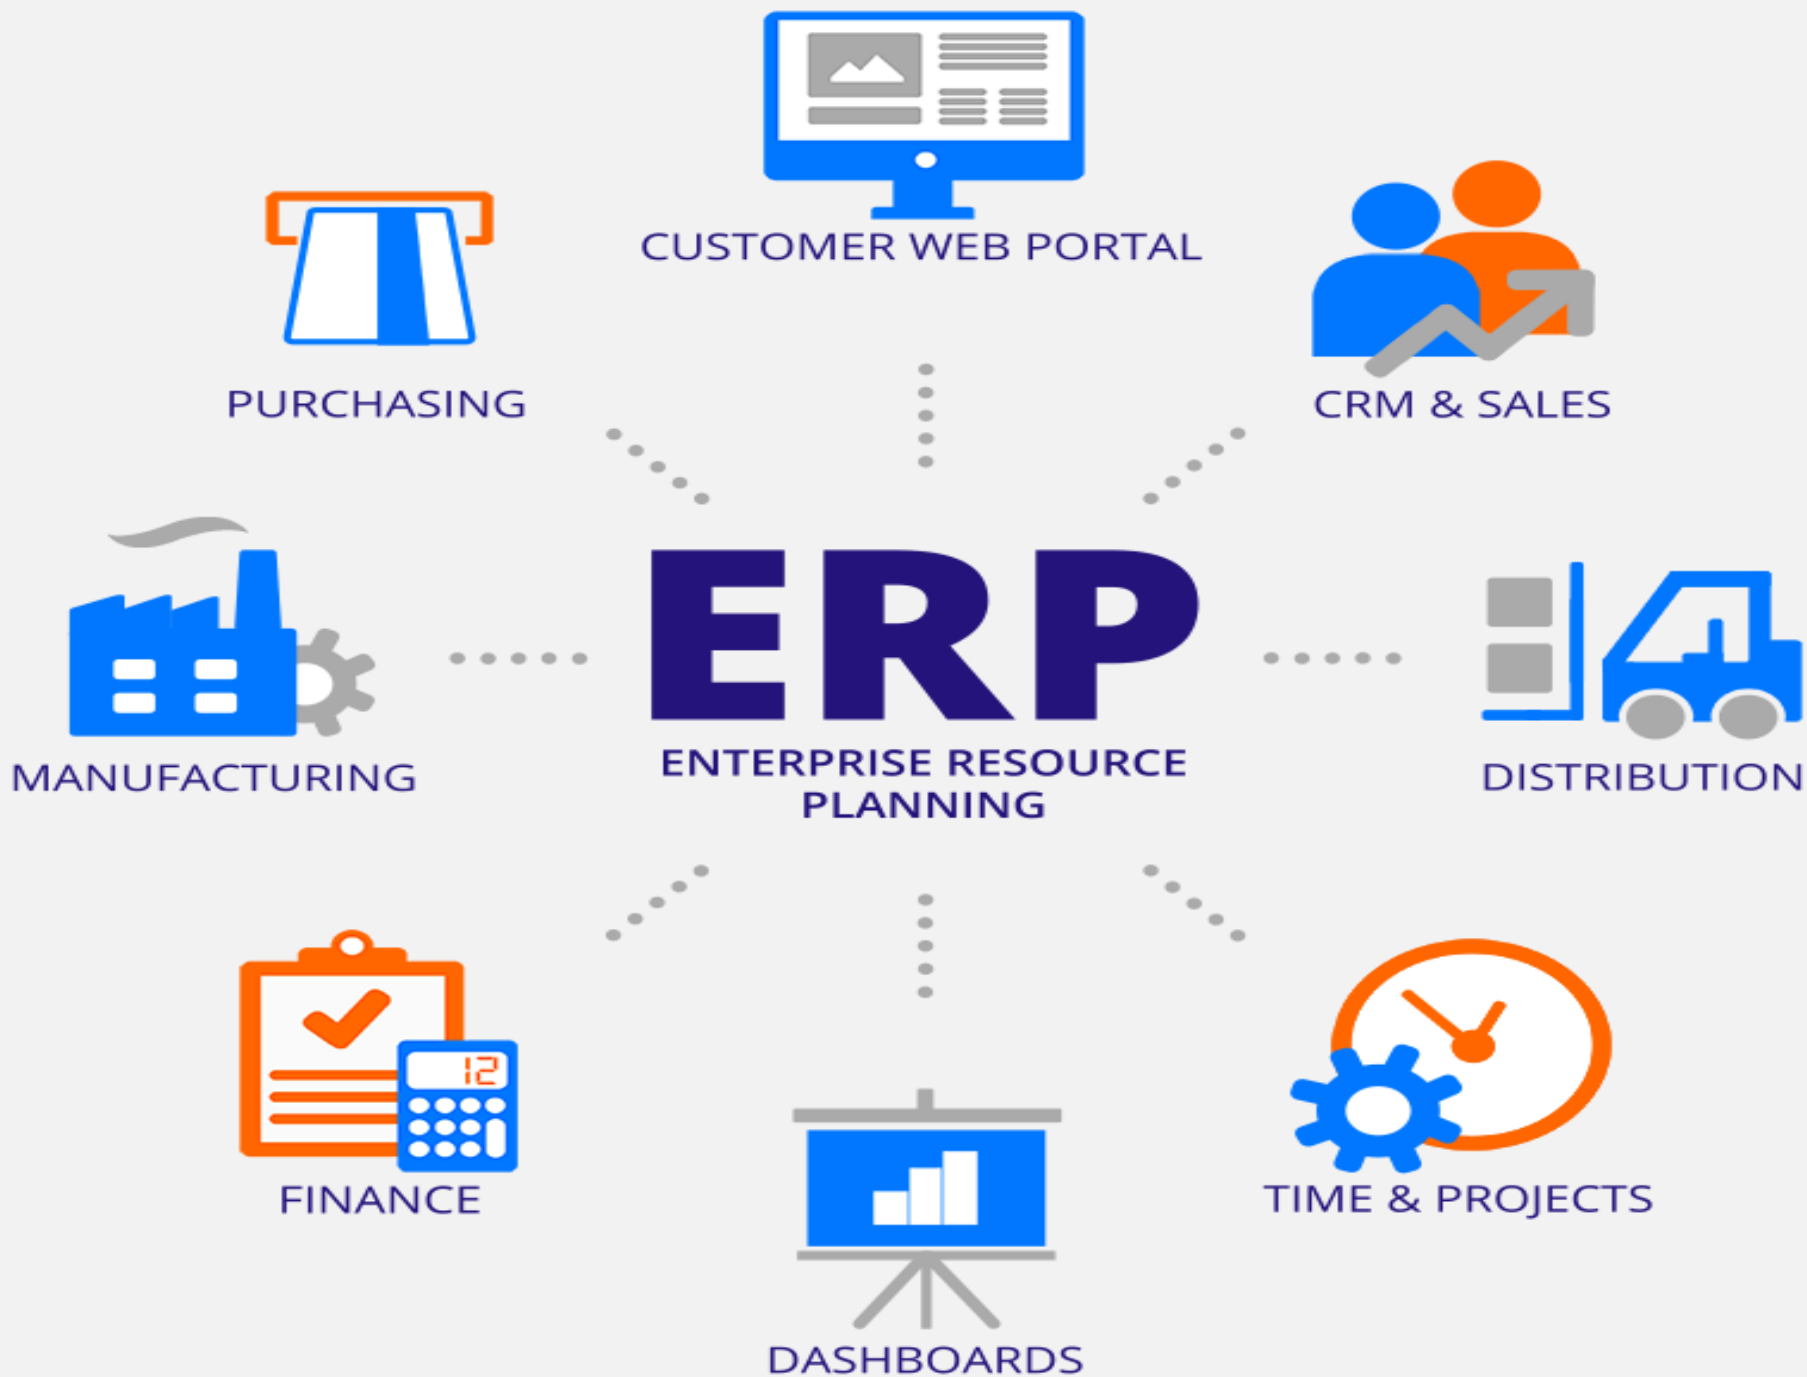 CUSTOMER WEB PORTAL
PURCHASING
CRM & SALES
ERP
ENTERPRISE RESOURCE
PLANNING
MANUFACTURING
DISTRIBUTION
12
FINANCE
TIME & PROJECTS
DASHBOARDS